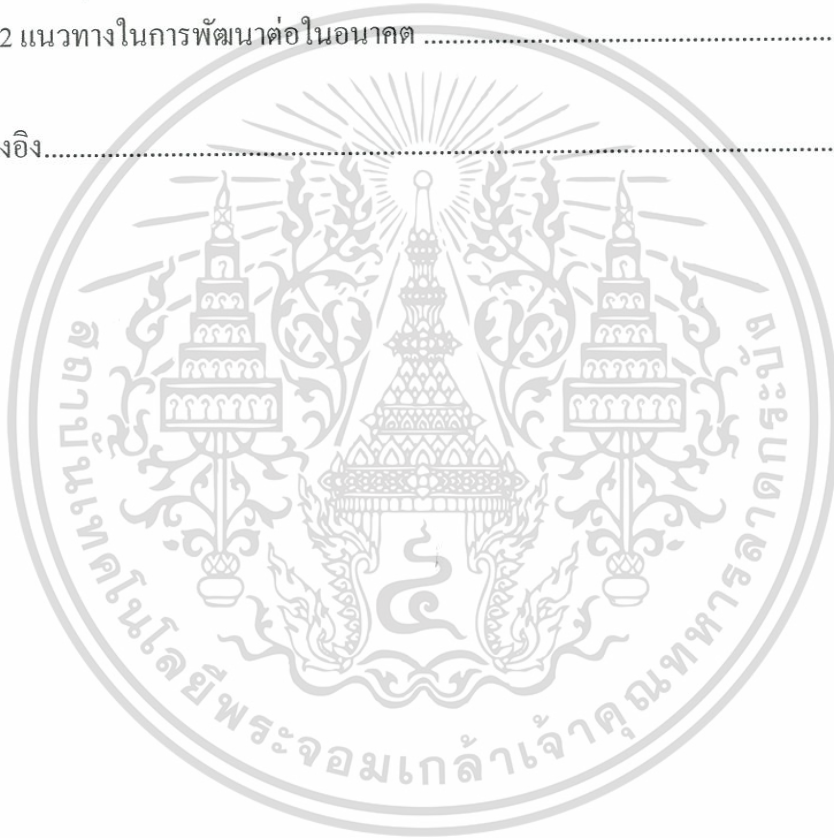 2 แนวทางในการพัฒนาต่อในอนาคต ................................................................
งอิง................................................................................................
๔
สถาบันเทคโนโลยีพระจอมเกล้าเจ้าคุณทหารลาดกระบัง